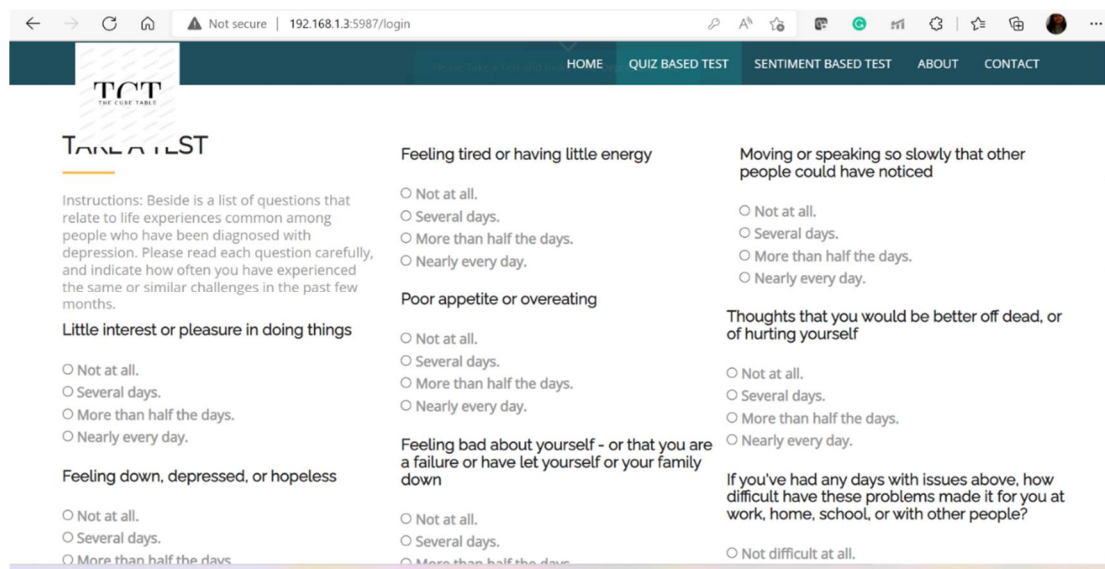 Not secure | 192.168.1.3:5987/login
HOME QUIZ BASED TEST SENTIMENT BASED TEST ABOUT CONTACT
TCT
THE CUBE TABLE
TAKE A TEST
Instructions: Beside is a list of questions that
relate to life experiences common among
people who have been diagnosed with
depression. Please read each question carefully,
and indicate how often you have experienced
the same or similar challenges in the past few
months.
Little interest or pleasure in doing things
Not at all.
Several days.
More than half the days.
Nearly every day.
Feeling down, depressed, or hopeless
Not at all.
Several days.
More than half the days
Feeling tired or having little energy
Not at all.
Several days.
More than half the days.
Nearly every day.
Poor appetite or overeating
Not at all.
Several days.
More than half the days.
Nearly every day.
Feeling bad about yourself - or that you are
a failure or have let yourself or your family
down
Not at all.
Several days.
More than half the days
Moving or speaking so slowly that other
people could have noticed
Not at all.
Several days.
More than half the days.
Nearly every day.
Thoughts that you would be better off dead, or
of hurting yourself
Not at all.
Several days.
More than half the days.
Nearly every day.
If you've had any days with issues above, how
difficult have these problems made it for you at
work, home, school, or with other people?
Not difficult at all.